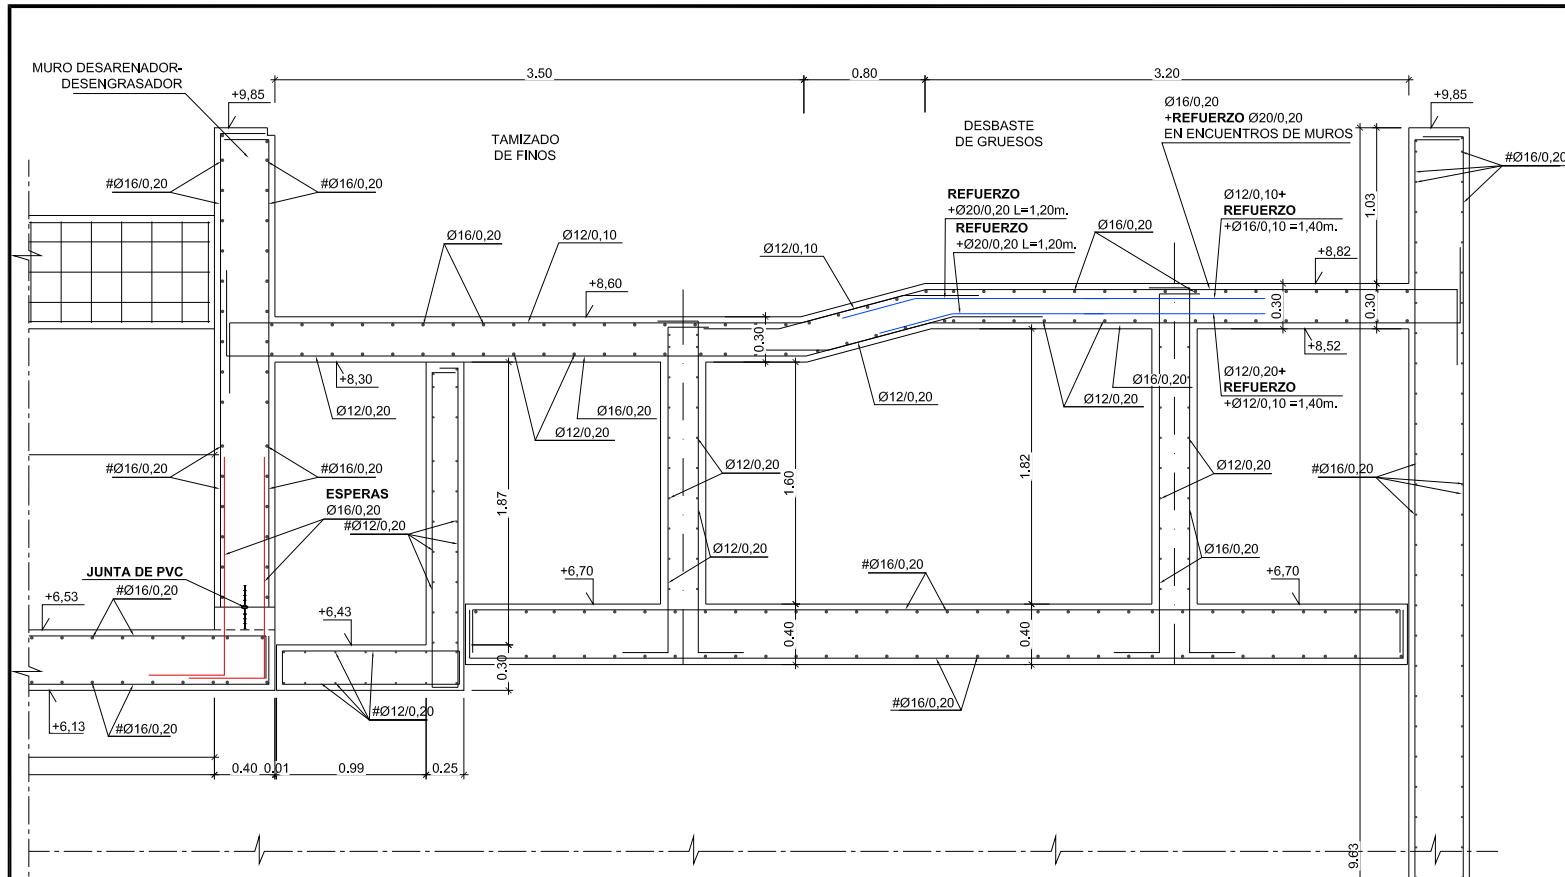 3.50
0.80
3.20
MURO DESARENADOR-
DESENGRASADOR
+9,85
TAMIZADO
DE FINOS
DESBASTE
DE GRUESOS
Ø16/0,20
+REFUERZO Ø20/0,20
EN ENCUENTROS DE MUROS
+9,85
#Ø16/0,20
#Ø16/0,20
#Ø16/0,20
1.03
REFUERZO
+Ø20/0,20 L=1,20m.
REFUERZO
+Ø20/0,20 L=1,20m.
Ø12/0,10+
REFUERZO
+Ø16/0,10 =1,40m.
Ø16/0,20
Ø12/0,10
Ø12/0,10
Ø16/0,20
+8,60
+8,82
0.30
0.30
0.30
+8,30
+8,52
Ø12/0,20
Ø16/0,20
Ø12/0,20
Ø12/0,20
Ø16/0,20
Ø12/0,20
Ø12/0,20+
REFUERZO
+Ø12/0,10 =1,40m.
#Ø16/0,20
#Ø16/0,20
Ø12/0,20
Ø12/0,20
#Ø16/0,20
1.87
1.60
1.82
ESPERAS
Ø16/0,20
#Ø12/0,20
Ø12/0,20
Ø16/0,20
JUNTA DE PVC
#Ø16/0,20
+6,53
+6,70
#Ø16/0,20
+6,70
+6,43
0.40
0.40
0.30
+6,13
#Ø16/0,20
#Ø12/0,20
#Ø16/0,20
0.40
0.01
0.99
0.25
9.63